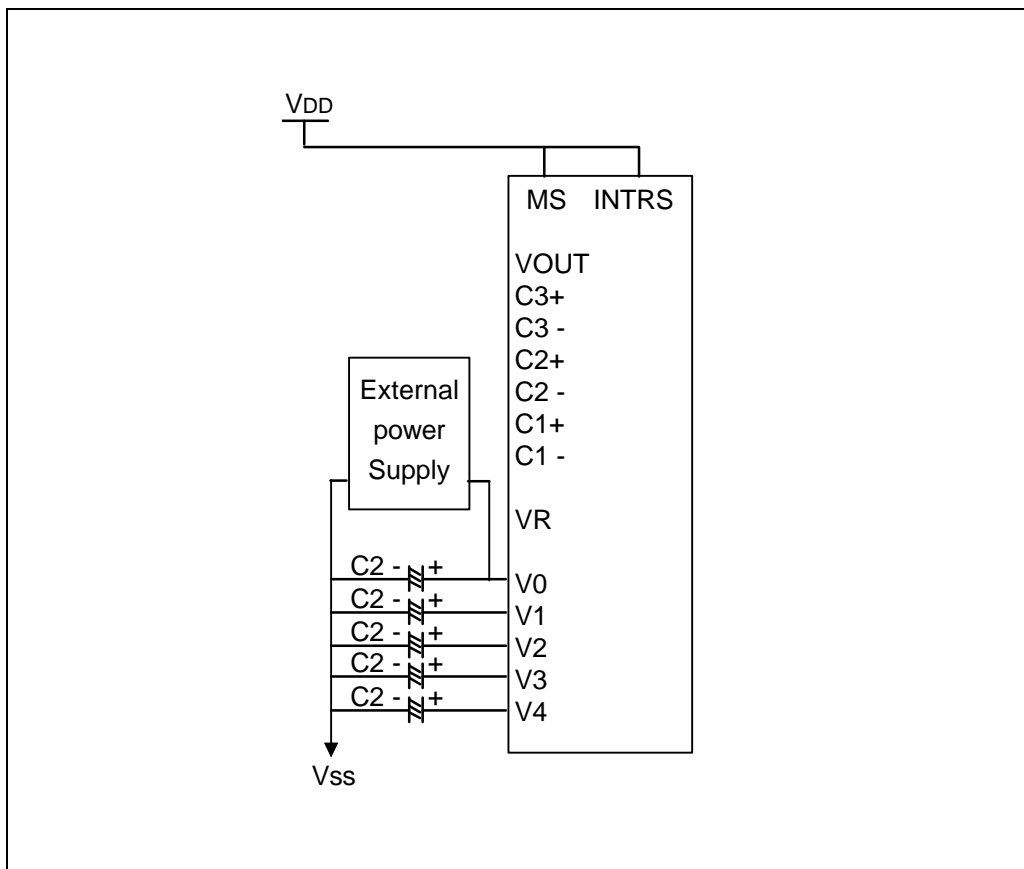 VDD
MS INTRS
VOUT
C3+
C3 -
C2+
C2 -
C1+
C1 -
VR
External
power
Supply
C2 - + V0
C2 - + V1
C2 - + V2
C2 - + V3
C2 - + V4
Vss